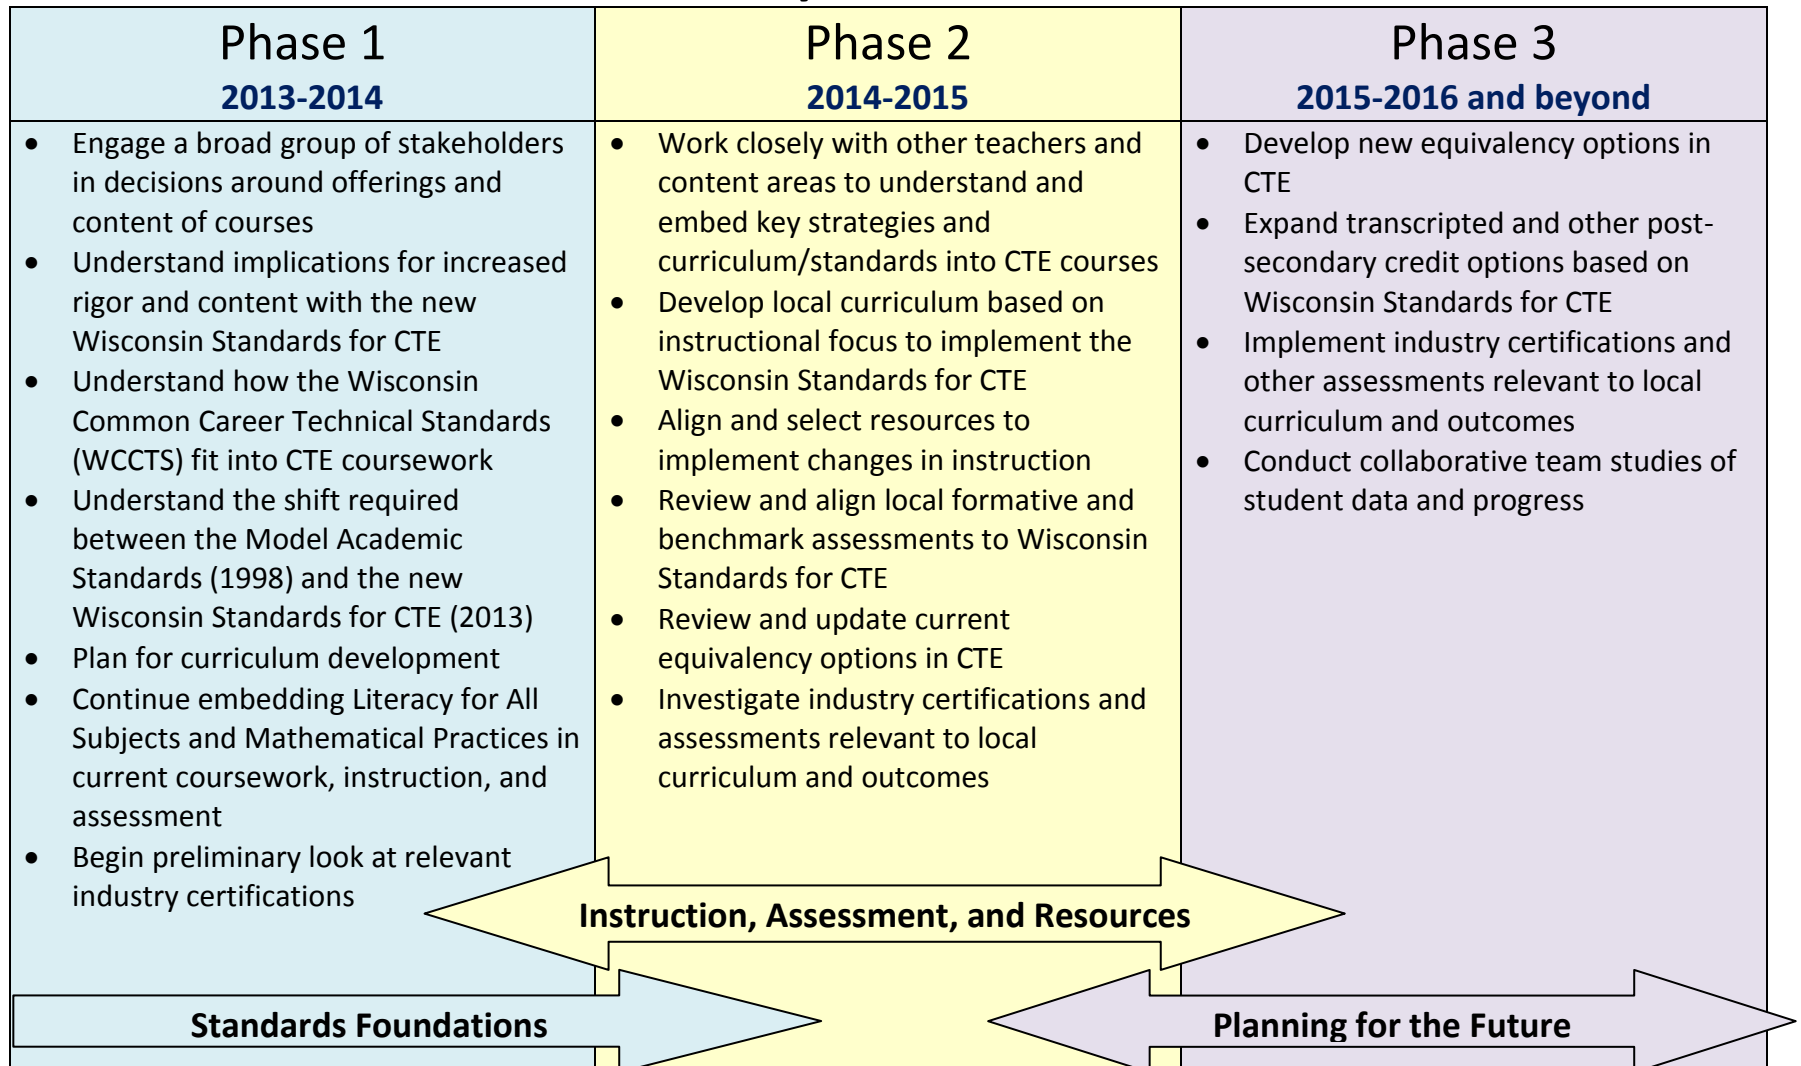 Phase 1
2013-2014
• Engage a broad group of stakeholders
in decisions around offerings and
content of courses
• Understand implications for increased
rigor and content with the new
Wisconsin Standards for CTE
• Understand how the Wisconsin
Common Career Technical Standards
(WCCTS) fit into CTE coursework
• Understand the shift required
between the Model Academic
Standards (1998) and the new
Wisconsin Standards for CTE (2013)
• Plan for curriculum development
• Continue embedding Literacy for All
Subjects and Mathematical Practices in
current coursework, instruction, and
assessment
• Begin preliminary look at relevant
industry certifications
Phase 2
2014-2015
• Work closely with other teachers and
content areas to understand and
embed key strategies and
curriculum/standards into CTE courses
• Develop local curriculum based on
instructional focus to implement the
Wisconsin Standards for CTE
• Align and select resources to
implement changes in instruction
• Review and align local formative and
benchmark assessments to Wisconsin
Standards for CTE
• Review and update current
equivalency options in CTE
• Investigate industry certifications and
assessments relevant to local
curriculum and outcomes
Phase 3
2015-2016 and beyond
• Develop new equivalency options in
CTE
• Expand transcripted and other post-
secondary credit options based on
Wisconsin Standards for CTE
• Implement industry certifications and
other assessments relevant to local
curriculum and outcomes
• Conduct collaborative team studies of
student data and progress
Instruction, Assessment, and Resources
Standards Foundations
Planning for the Future